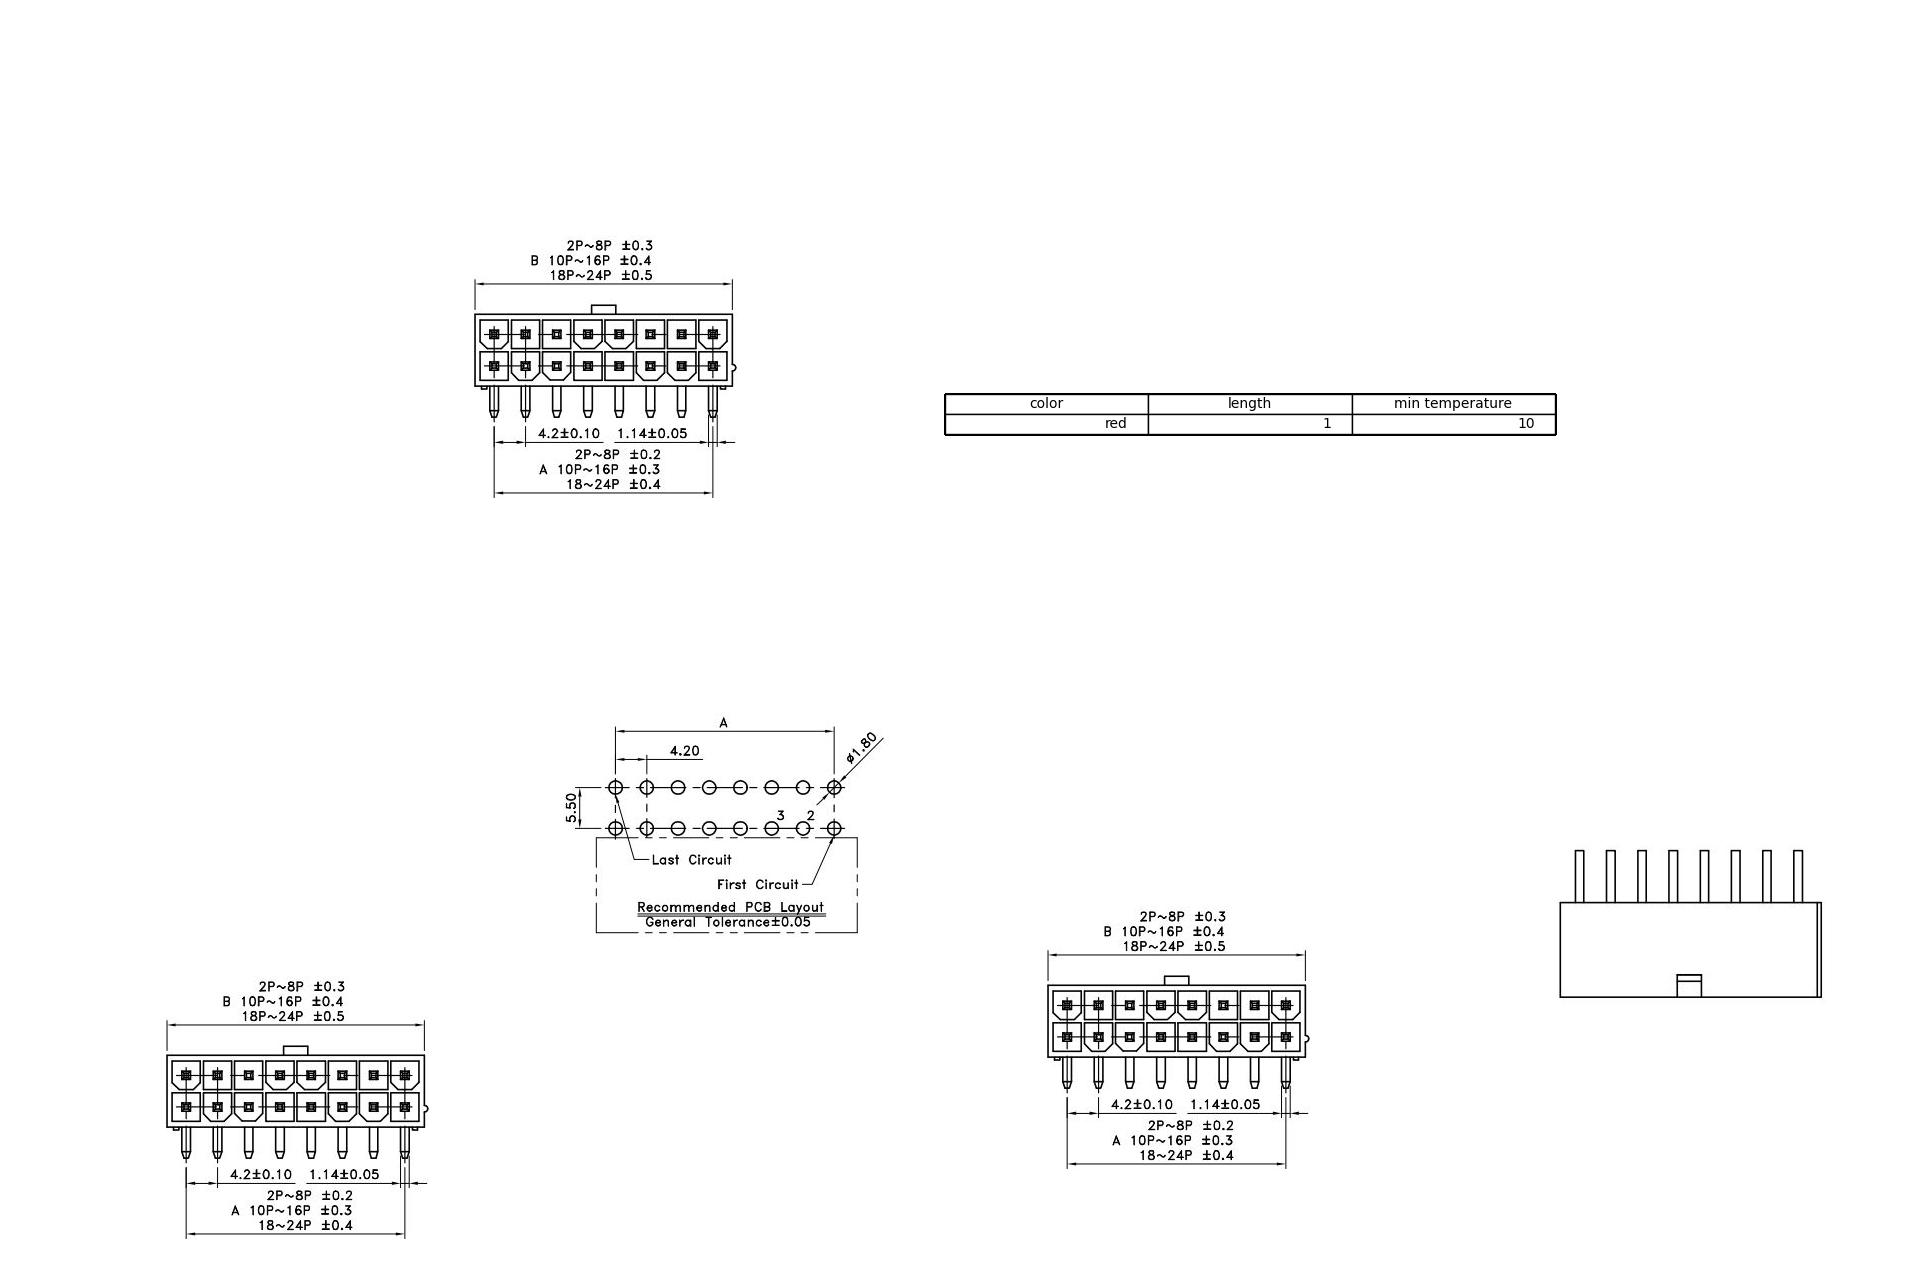 2P~8P ±0.3
B 10P~16P ±0.4
18P~24P ±0.5
4.2±0.10 1.14±0.05
2P~8P ±0.2
A 10P~16P ±0.3
18~24P ±0.4
color length min temperature
red 1 10
A
4.20
ø1.80
5.50
3 2
Last Circuit
First Circuit
Recommended PCB Layout
General Tolerance±0.05
2P~8P ±0.3
B 10P~16P ±0.4
18P~24P ±0.5
4.2±0.10 1.14±0.05
2P~8P ±0.2
A 10P~16P ±0.3
18~24P ±0.4
2P~8P ±0.3
B 10P~16P ±0.4
18P~24P ±0.5
4.2±0.10 1.14±0.05
2P~8P ±0.2
A 10P~16P ±0.3
18~24P ±0.4